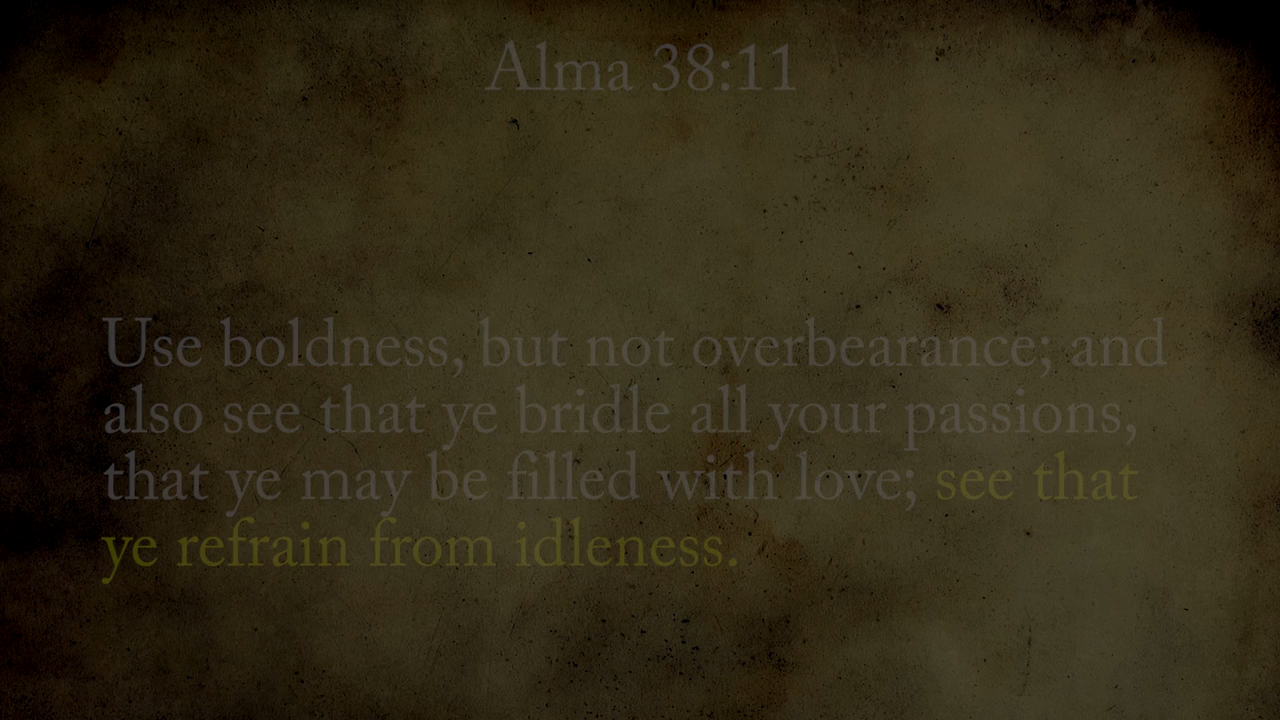 Alma 38:11
Use boldness, but not overbearance; and
also see that ye bridle all your passions,
that ye may be filled with love; see that
ye refrain from idleness.